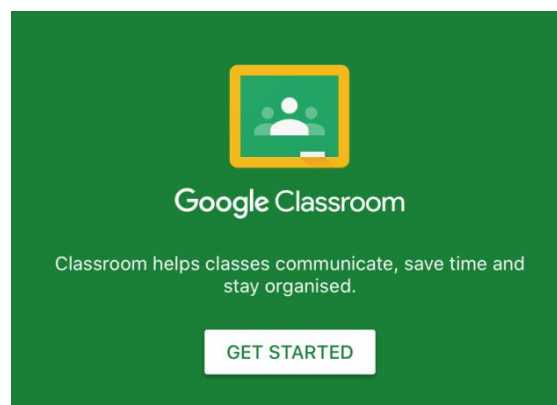 Google Classroom
Classroom helps classes communicate, save time and
stay organised.
GET STARTED